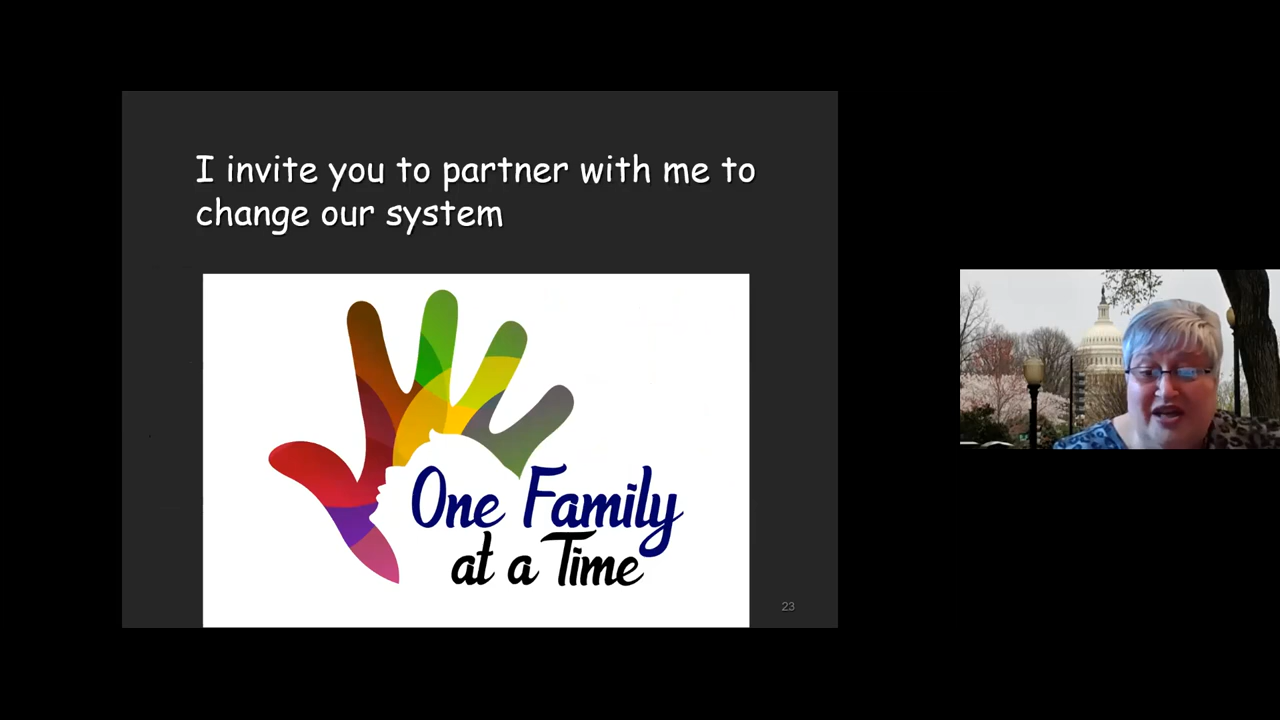 I invite you to partner with me to
change our system
One Family
at a Time
23